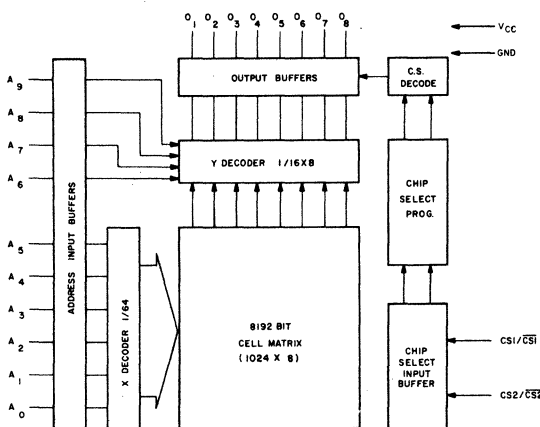 O1 O2 O3 O4 O5 O6 O7 O8
VCC
GND
OUTPUT BUFFERS
C.S.
DECODE
A9
A8
A7
A6
Y DECODER 1/16X8
CHIP
SELECT
PROG.
ADDRESS INPUT BUFFERS
A5
A4
A3
A2
A1
A0
X DECODER 1/64
8192 BIT
CELL MATRIX
(1024 X 8)
CHIP
SELECT
INPUT
BUFFER
CS1/C̅S̅1̅
CS2/C̅S̅2̅